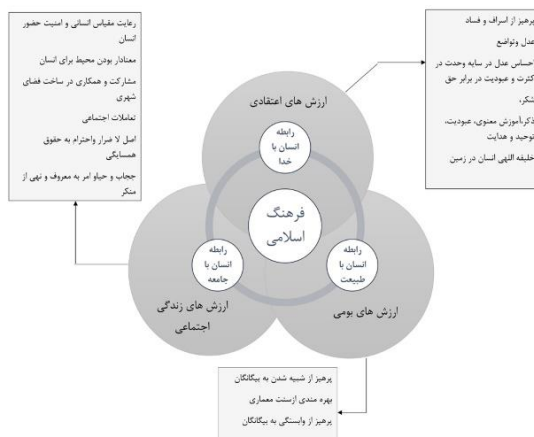 پرهیز از اسراف و فساد
عدل وتواضع
احساس عدل در سایه وحدت در
کثرت و عبودیت در برابر حق
شکر،
ذکر،آموزش معنوی، عبودیت،
توحید و هدایت
خلیفه اللهی انسان در زمین
رعایت مقیاس انسانی و امنیت حضور
انسان
معنادار بودن محیط برای انسان
مشارکت و همکاری در ساخت فضای
شهری
تعاملات اجتماعی
اصل لا ضرار واحترام به حقوق
همسایگی
حجاب و حیاو امر به معروف و نهی از
منکر
ارزش های اعتقادی
رابطه
انسان با
خدا
فرهنگ
اسلامی
رابطه
انسان با
طبیعت
رابطه
انسان با
جامعه
ارزش های بومی
ارزش های زندگی
اجتماعی
پرهیز از شبیه شدن به بیگانگان
بهره مندی ازسنت معماری
پرهیز از وابستگی به بیگانگان